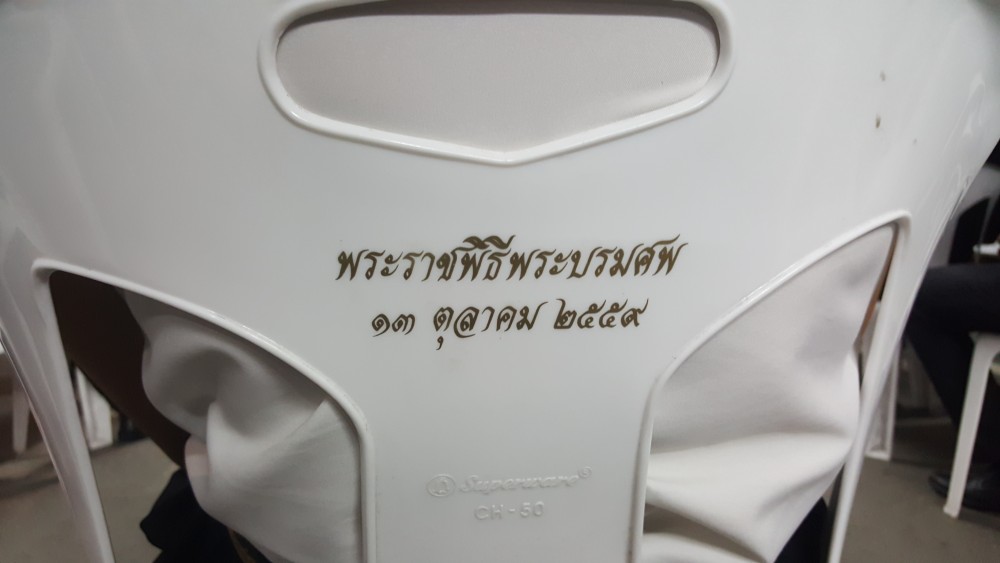 พระราชพิธีพระบรมศพ
๑๓ ตุลาคม ๒๕๕๙
Superware®
CH-50